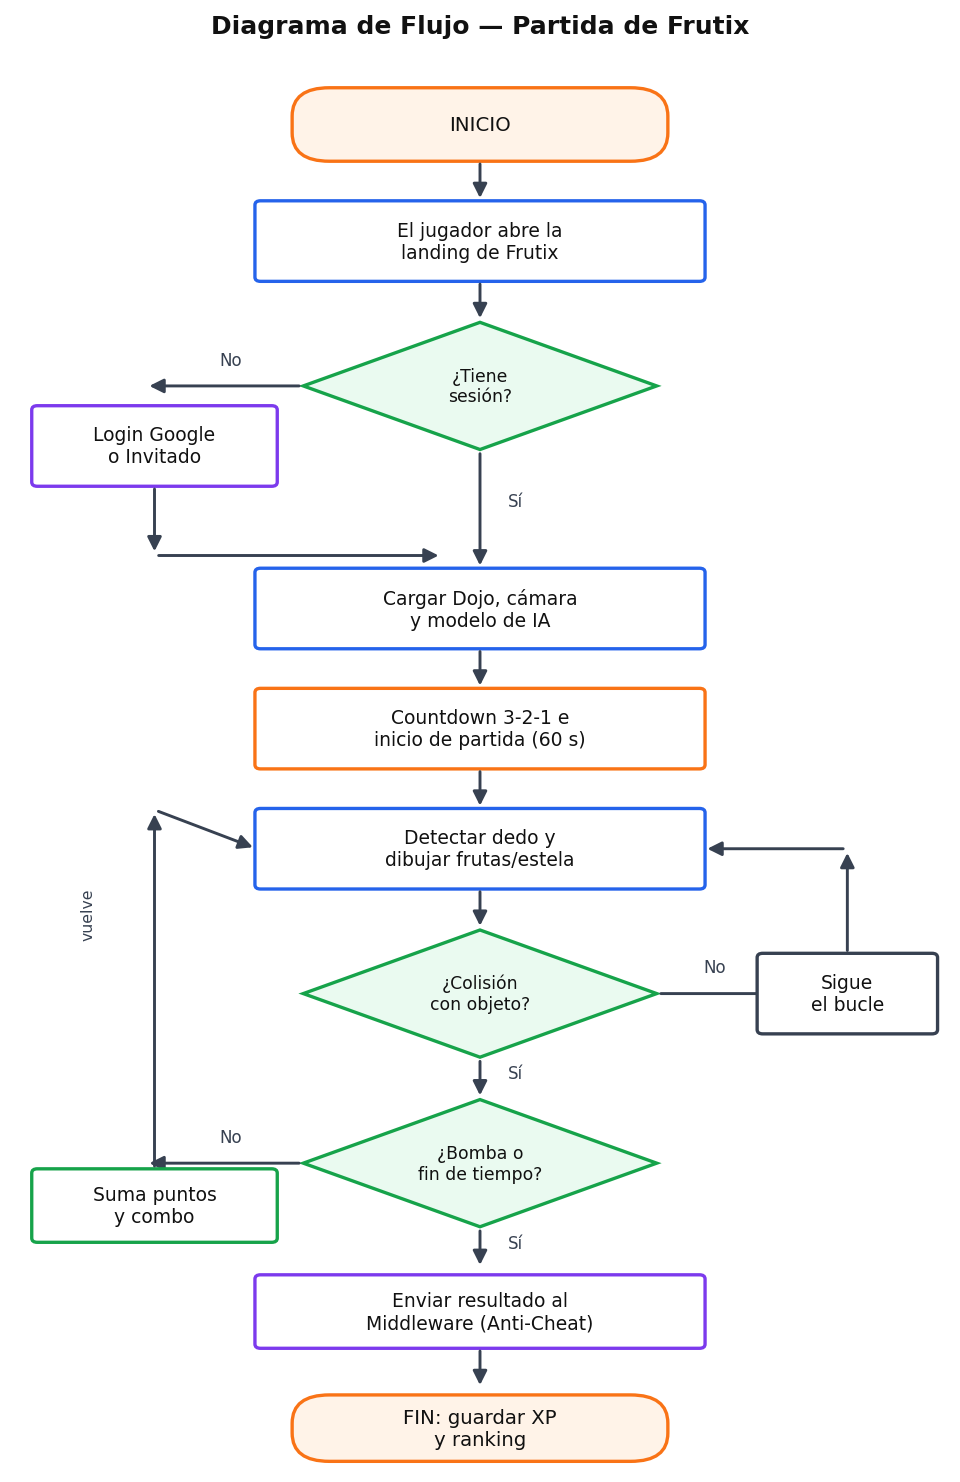 Diagrama de Flujo — Partida de Frutix
INICIO
El jugador abre la
landing de Frutix
¿Tiene
sesión?
No
Login Google
o Invitado
Sí
Cargar Dojo, cámara
y modelo de IA
Countdown 3-2-1 e
inicio de partida (60 s)
Detectar dedo y
dibujar frutas/estela
vuelve
¿Colisión
con objeto?
No
Sigue
el bucle
Sí
¿Bomba o
fin de tiempo?
No
Suma puntos
y combo
Sí
Enviar resultado al
Middleware (Anti-Cheat)
FIN: guardar XP
y ranking